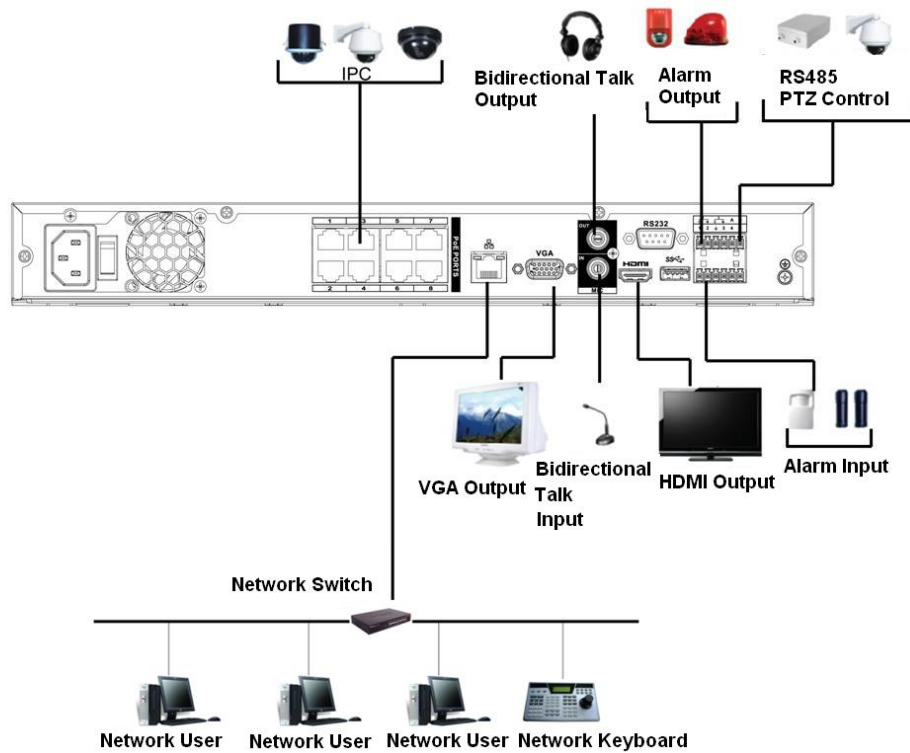 IPC
Bidirectional Talk
Output
Alarm
Output
RS485
PTZ Control
1 3 5 7
2 4 6 8
PoE PORTS
VGA
OUT
IN
MIC
RS232
HDMI
SS
A
VGA Output
Bidirectional
Talk
Input
HDMI Output
Alarm Input
Network Switch
Network User
Network User
Network User
Network Keyboard